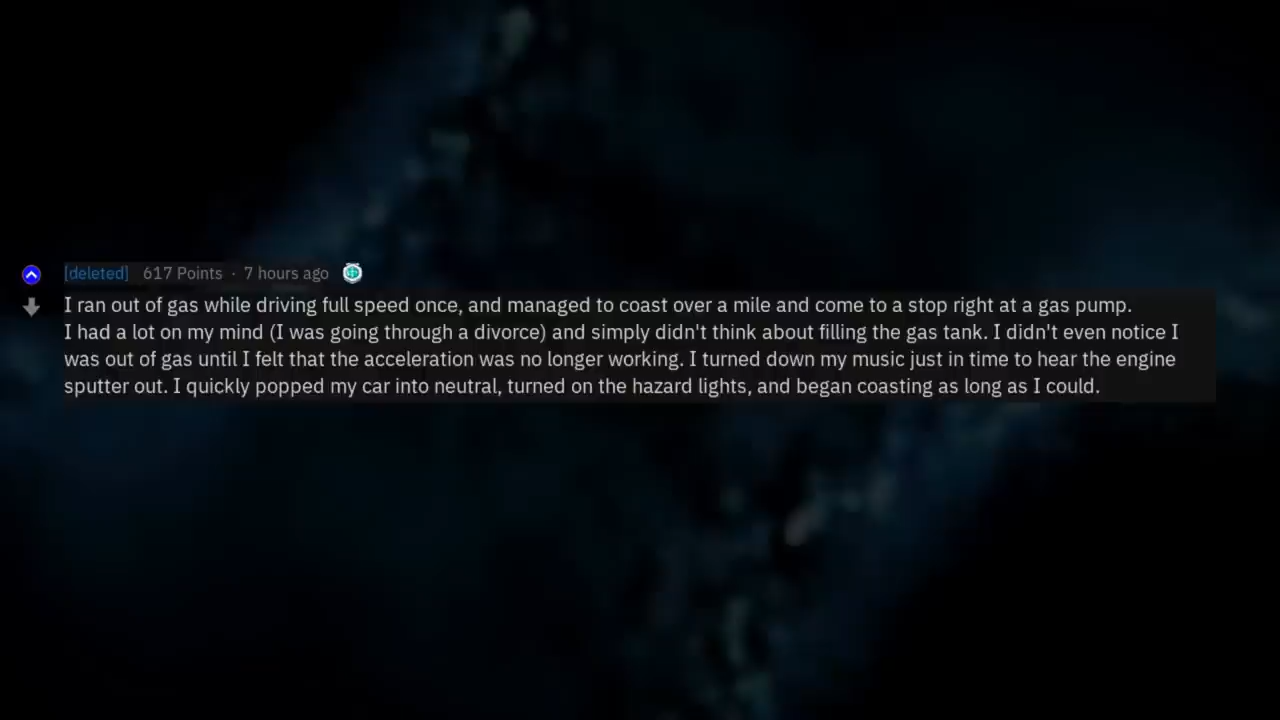 [deleted] 617 Points · 7 hours ago
I ran out of gas while driving full speed once, and managed to coast over a mile and come to a stop right at a gas pump.
I had a lot on my mind (I was going through a divorce) and simply didn't think about filling the gas tank. I didn't even notice I
was out of gas until I felt that the acceleration was no longer working. I turned down my music just in time to hear the engine
sputter out. I quickly popped my car into neutral, turned on the hazard lights, and began coasting as long as I could.